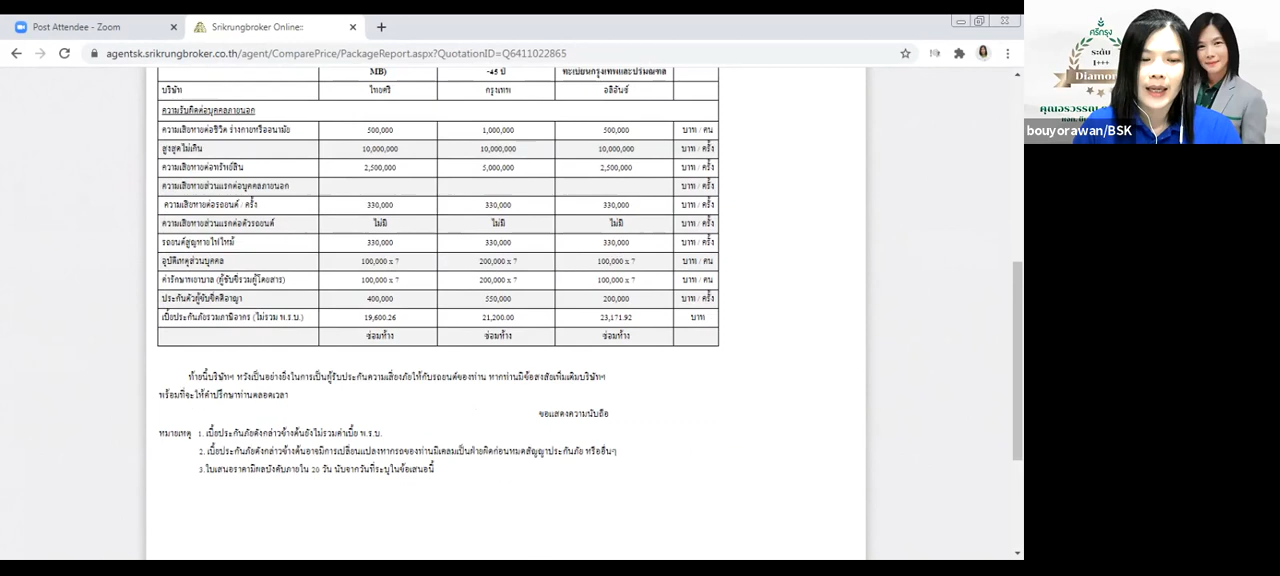 Post Attendee - Zoom
Srikrungbroker Online::
agentsk.srikrungbroker.co.th/agent/ComparePrice/PackageReport.aspx?QuotationID=Q6411022865
MB) -45 ปี ทะเบียนกรุงเทพและปริมณฑล
บริษัท ไทยศรี กรุงเทพ อลิอันซ์
ความรับผิดต่อบุคคลภายนอก
ความเสียหายต่อชีวิต ร่างกายหรืออนามัย 500,000 1,000,000 500,000 บาท / คน
สูงสุดไม่เกิน 10,000,000 10,000,000 10,000,000 บาท / ครั้ง
ความเสียหายต่อทรัพย์สิน 2,500,000 5,000,000 2,500,000 บาท / ครั้ง
ความเสียหายส่วนแรกต่อบุคคลภายนอก บาท / ครั้ง
ความเสียหายต่อรถยนต์ / ครั้ง 330,000 330,000 330,000 บาท / ครั้ง
ความเสียหายส่วนแรกต่อตัวรถยนต์ ไม่มี ไม่มี ไม่มี บาท / ครั้ง
รถยนต์สูญหายไฟไหม้ 330,000 330,000 330,000 บาท / ครั้ง
อุบัติเหตุส่วนบุคคล 100,000 x 7 200,000 x 7 100,000 x 7 บาท / คน
ค่ารักษาพยาบาล (ผู้ขับขี่รวมผู้โดยสาร) 100,000 x 7 200,000 x 7 100,000 x 7 บาท / คน
ประกันตัวผู้ขับขี่คดีอาญา 400,000 550,000 200,000 บาท / ครั้ง
เบี้ยประกันภัยรวมภาษีอากร (ไม่รวม พ.ร.บ.) 19,600.26 21,200.00 23,171.92 บาท
ซ่อมห้าง ซ่อมห้าง ซ่อมห้าง
ท้ายนี้บริษัทฯ หวังเป็นอย่างยิ่งในการเป็นผู้รับประกันความเสี่ยงภัยให้กับรถยนต์ของท่าน หากท่านมีข้อสงสัยเพิ่มเติมบริษัทฯ
พร้อมที่จะให้คำปรึกษาท่านตลอดเวลา
ขอแสดงความนับถือ
หมายเหตุ 1. เบี้ยประกันภัยดังกล่าวข้างต้นยังไม่รวมค่าเบี้ย พ.ร.บ.
2. เบี้ยประกันภัยดังกล่าวข้างต้นอาจมีการเปลี่ยนแปลงหากรถของท่านมีเคลมเป็นฝ่ายผิดก่อนหมดสัญญาประกันภัย หรืออื่นๆ
3.ใบเสนอราคามีผลบังคับภายใน 20 วัน นับจากวันที่ระบุในข้อเสนอนี้
ศรีกรุง
ระดับ
1+++
Diamon
คุณอรวรรณ
bouyorawan/BSK